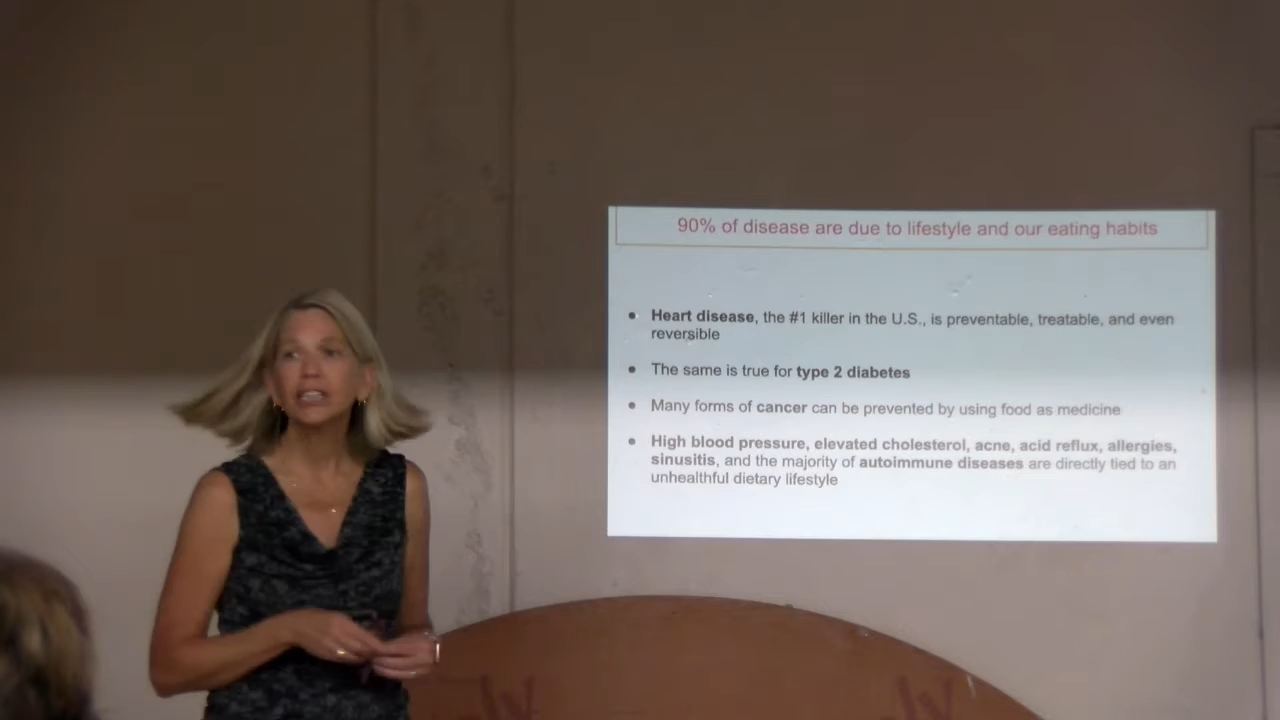 90% of disease are due to lifestyle and our eating habits
• Heart disease, the #1 killer in the U.S., is preventable, treatable, and even
reversible
• The same is true for type 2 diabetes
• Many forms of cancer can be prevented by using food as medicine
• High blood pressure, elevated cholesterol, acne, acid reflux, allergies,
sinusitis, and the majority of autoimmune diseases are directly tied to an
unhealthful dietary lifestyle